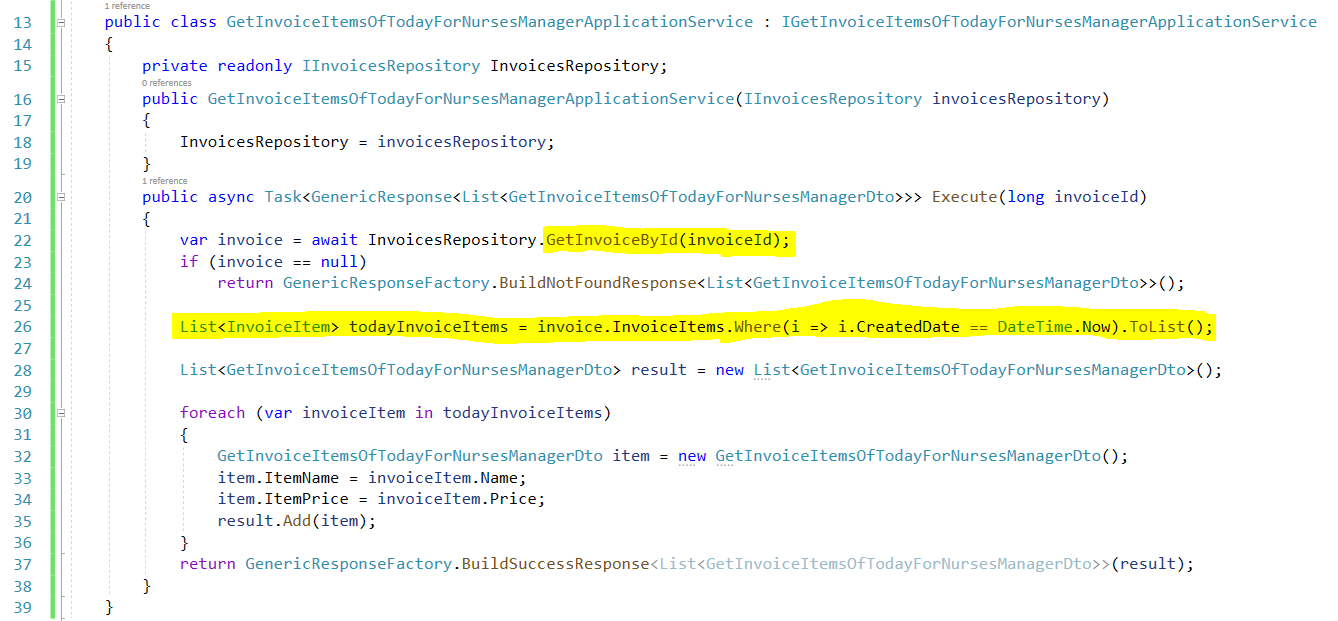 1 reference
13 public class GetInvoiceItemsOfTodayForNursesManagerApplicationService : IGetInvoiceItemsOfTodayForNursesManagerApplicationService
14 {
15 private readonly IInvoicesRepository InvoicesRepository;
0 references
16 public GetInvoiceItemsOfTodayForNursesManagerApplicationService(IInvoicesRepository invoicesRepository)
17 {
18 InvoicesRepository = invoicesRepository;
19 }
1 reference
20 public async Task<GenericResponse<List<GetInvoiceItemsOfTodayForNursesManagerDto>>> Execute(long invoiceId)
21 {
22 var invoice = await InvoicesRepository.GetInvoiceById(invoiceId);
23 if (invoice == null)
24 return GenericResponseFactory.BuildNotFoundResponse<List<GetInvoiceItemsOfTodayForNursesManagerDto>>();
25
26 List<InvoiceItem> todayInvoiceItems = invoice.InvoiceItems.Where(i => i.CreatedDate == DateTime.Now).ToList();
27
28 List<GetInvoiceItemsOfTodayForNursesManagerDto> result = new List<GetInvoiceItemsOfTodayForNursesManagerDto>();
29
30 foreach (var invoiceItem in todayInvoiceItems)
31 {
32 GetInvoiceItemsOfTodayForNursesManagerDto item = new GetInvoiceItemsOfTodayForNursesManagerDto();
33 item.ItemName = invoiceItem.Name;
34 item.ItemPrice = invoiceItem.Price;
35 result.Add(item);
36 }
37 return GenericResponseFactory.BuildSuccessResponse<List<GetInvoiceItemsOfTodayForNursesManagerDto>>(result);
38 }
39 }